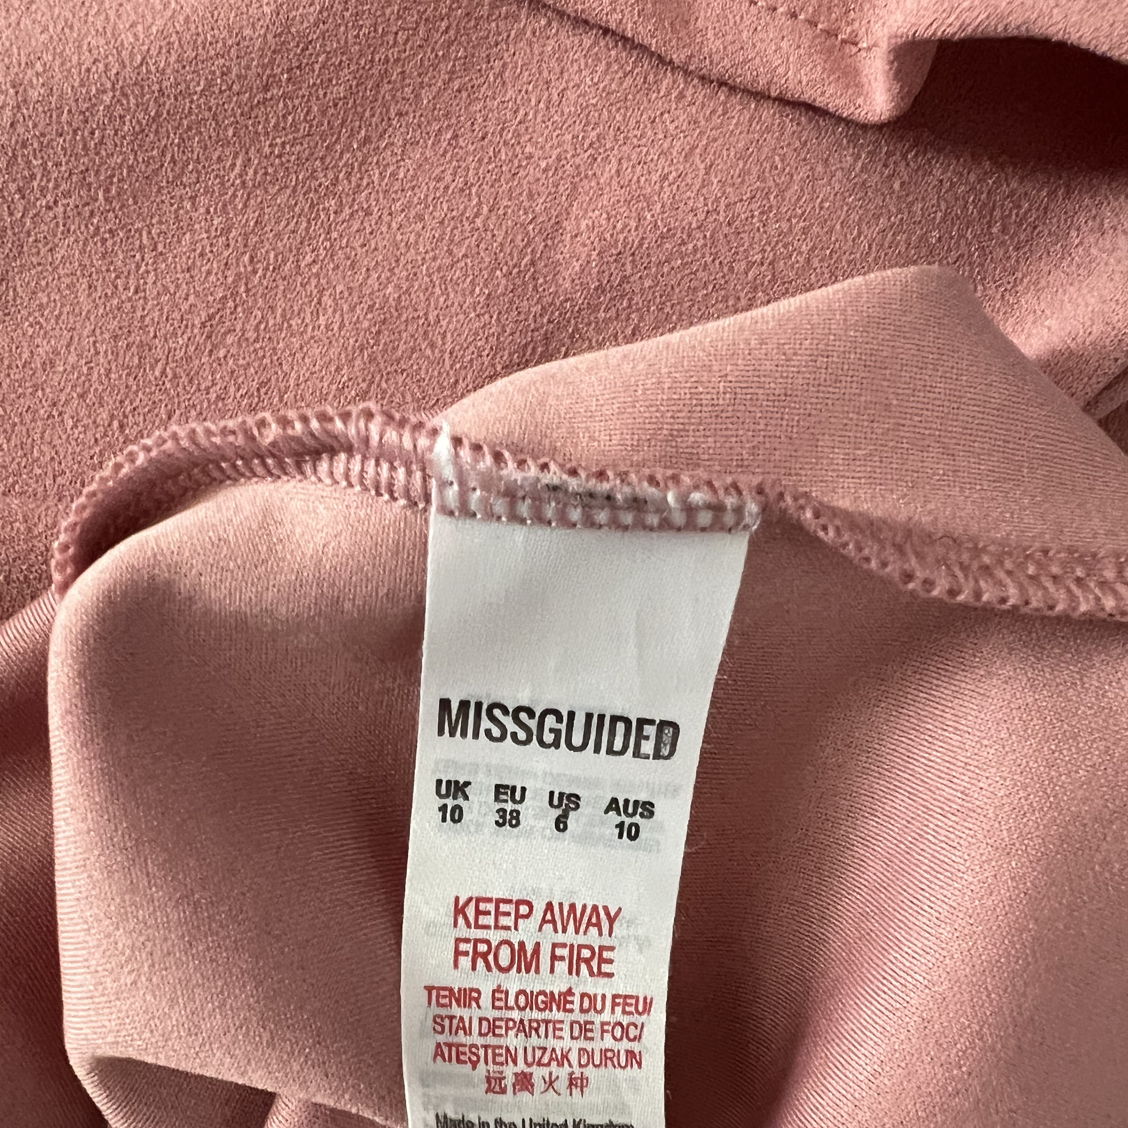 MISSGUIDED
UK EU US AUS
10 38 6 10
KEEP AWAY
FROM FIRE
TENIR ÉLOIGNÉ DU FEU/
STAI DEPARTE DE FOC/
ATEŞTEN UZAK DURUN
远离火种
Made in the United Kingdom